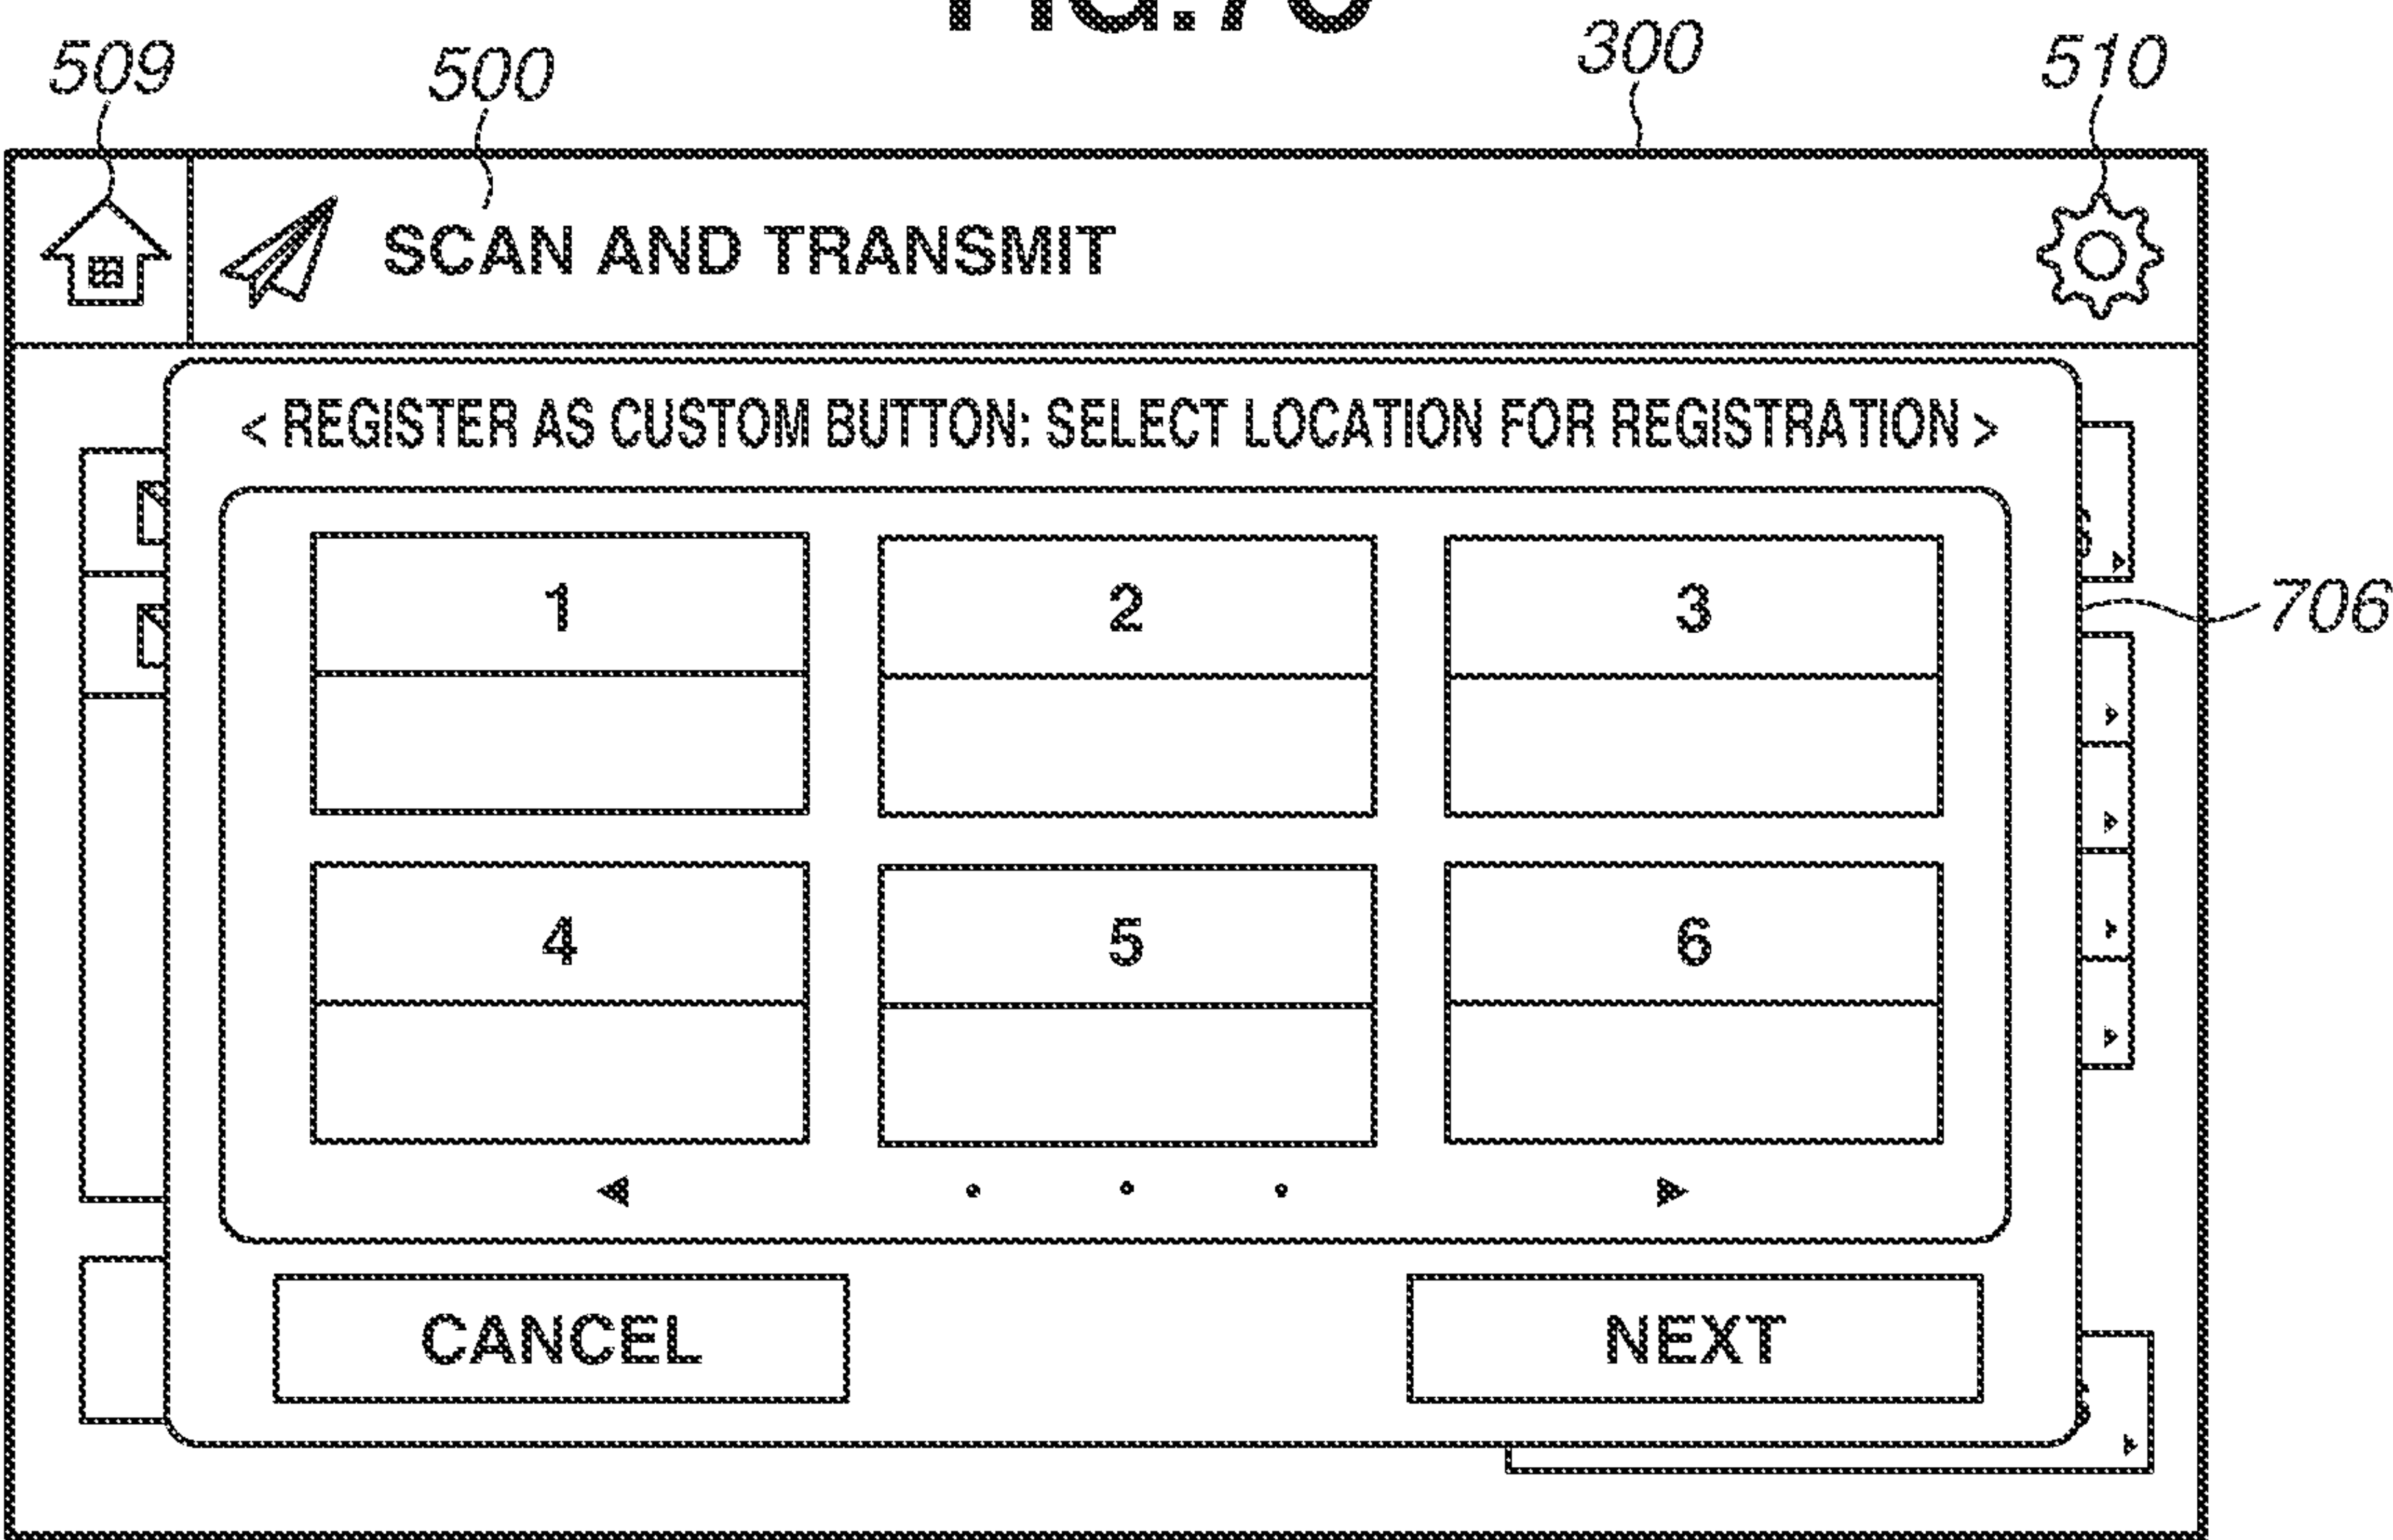 509 500 300 510
SCAN AND TRANSMIT
< REGISTER AS CUSTOM BUTTON: SELECT LOCATION FOR REGISTRATION >
1 2 3
706
4 5 6
CANCEL NEXT